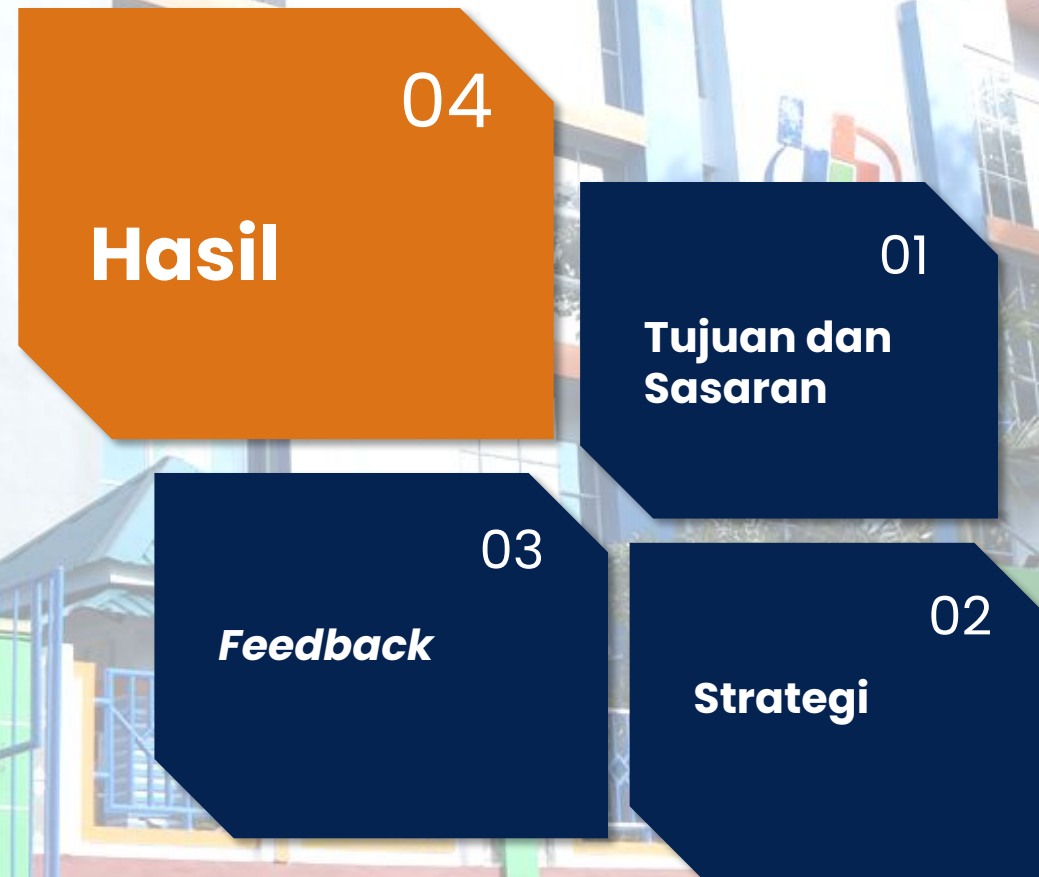 04
Hasil
01
Tujuan dan
Sasaran
03
Feedback
02
Strategi